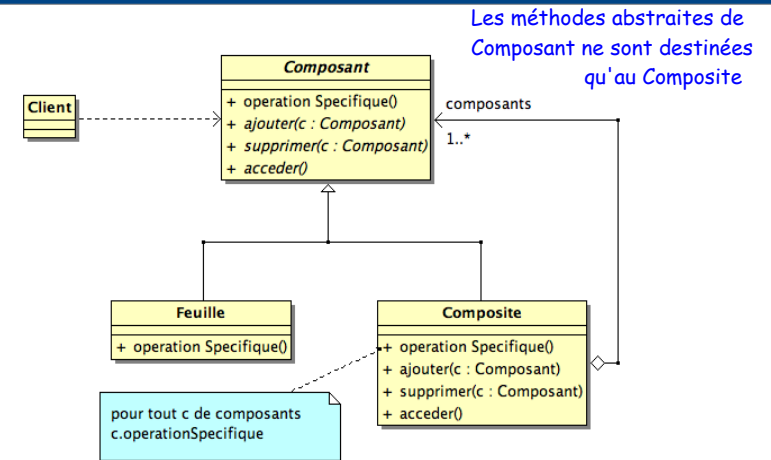 Les méthodes abstraites de
Composant ne sont destinées
qu'au Composite
Composant
+ operation Specifique()
+ ajouter(c : Composant)
+ supprimer(c : Composant)
+ acceder()
Client
composants
1..*
Feuille
+ operation Specifique()
Composite
+ operation Specifique()
+ ajouter(c : Composant)
+ supprimer(c : Composant)
+ acceder()
pour tout c de composants
c.operationSpecifique